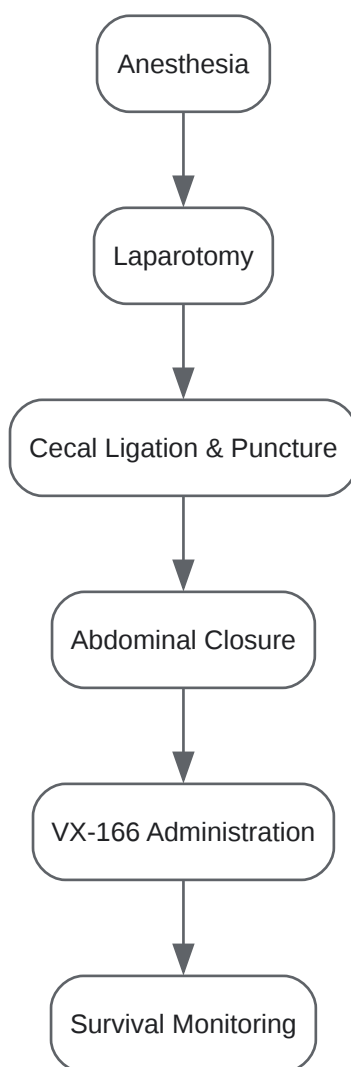 Anesthesia
Laparotomy
Cecal Ligation & Puncture
Abdominal Closure
VX-166 Administration
Survival Monitoring